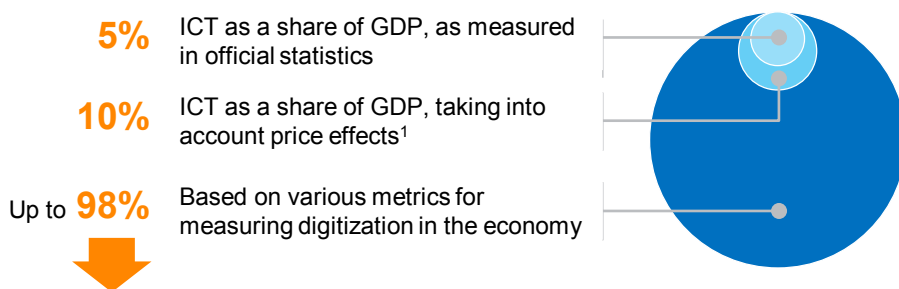 5% ICT as a share of GDP, as measured
in official statistics
10% ICT as a share of GDP, taking into
account price effects¹
Up to 98% Based on various metrics for
measuring digitization in the economy